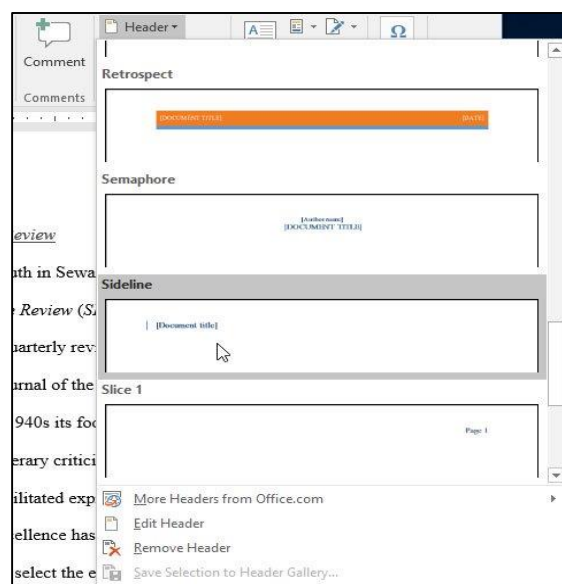 Header
Comment
Comments
Retrospect
[DOCUMENT TITLE] [DATE]
Semaphore
[Author name]
[DOCUMENT TITLE]
Sideline
[Document title]
Slice 1
Page 1
More Headers from Office.com
Edit Header
Remove Header
Save Selection to Header Gallery...
eview
uth in Sewa
Review (S
uarterly rev
urnal of the
940s its foc
erary critici
ilitated exp
ellence has
select the e
A
Ω